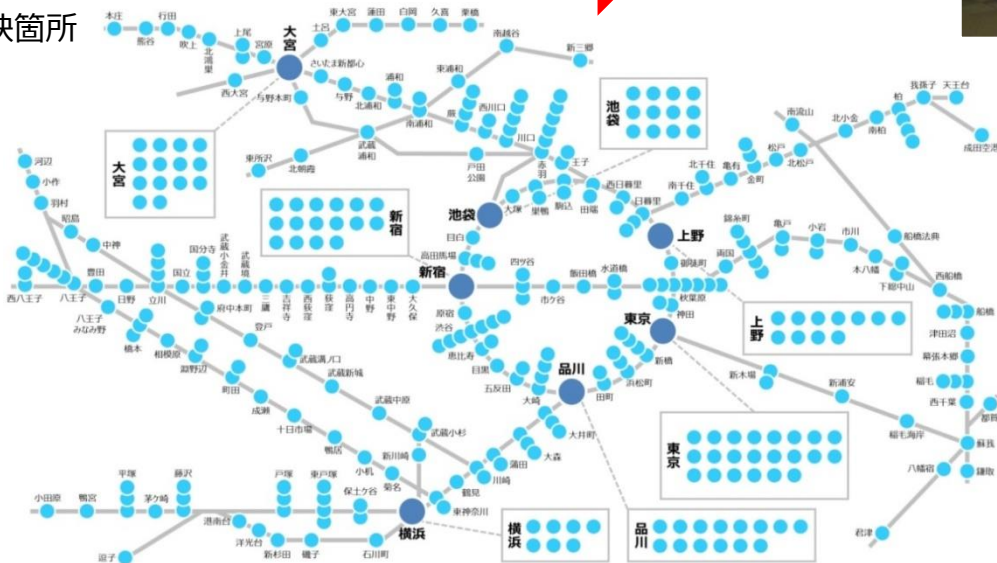 映箇所
本庄
熊谷
行田
吹上
北鴻巣
上尾
宮原
大宮
土呂
東大宮
蓮田
白岡
久喜
栗橋
南越谷
新三郷
西大宮
与野本町
さいたま新都心
与野
北浦和
浦和
南浦和
東浦和
蕨
西川口
川口
赤羽
王子
武蔵浦和
東所沢
北朝霞
戸田公園
大宮
池袋
新宿
池袋
大塚
巣鴨
駒込
田端
西日暮里
日暮里
上野
南千住
北千住
亀有
金町
松戸
北松戸
南流山
北小金
南柏
柏
我孫子
天王台
成田空港
河辺
小作
羽村
昭島
中神
西八王子
八王子
豊田
日野
立川
国立
国分寺
武蔵小金井
武蔵境
三鷹
吉祥寺
西荻窪
荻窪
高円寺
中野
東中野
大久保
新宿
高田馬場
目白
四ツ谷
市ケ谷
飯田橋
水道橋
秋葉原
御徒町
神田
東京
両国
錦糸町
亀戸
小岩
市川
本八幡
下総中山
西船橋
船橋法典
船橋
津田沼
幕張本郷
稲毛
西千葉
蘇我
鎌取
八幡宿
君津
稲毛海岸
新浦安
新木場
上野
東京
品川
横浜
八王子みなみ野
橋本
相模原
淵野辺
町田
成瀬
十日市場
鴨居
小机
菊名
府中本町
登戸
武蔵溝ノ口
武蔵新城
武蔵中原
武蔵小杉
新川崎
原宿
渋谷
恵比寿
目黒
五反田
大崎
品川
田町
浜松町
新橋
大井町
大森
蒲田
川崎
鶴見
東神奈川
横浜
保土ケ谷
東戸塚
戸塚
藤沢
茅ケ崎
平塚
鴨宮
小田原
逗子
港南台
洋光台
新杉田
磯子
石川町